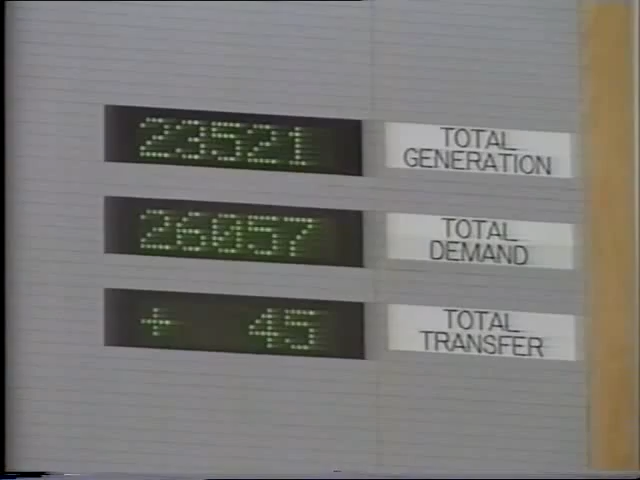 23521
TOTAL
GENERATION
26057
TOTAL
DEMAND
+ 45
TOTAL
TRANSFER